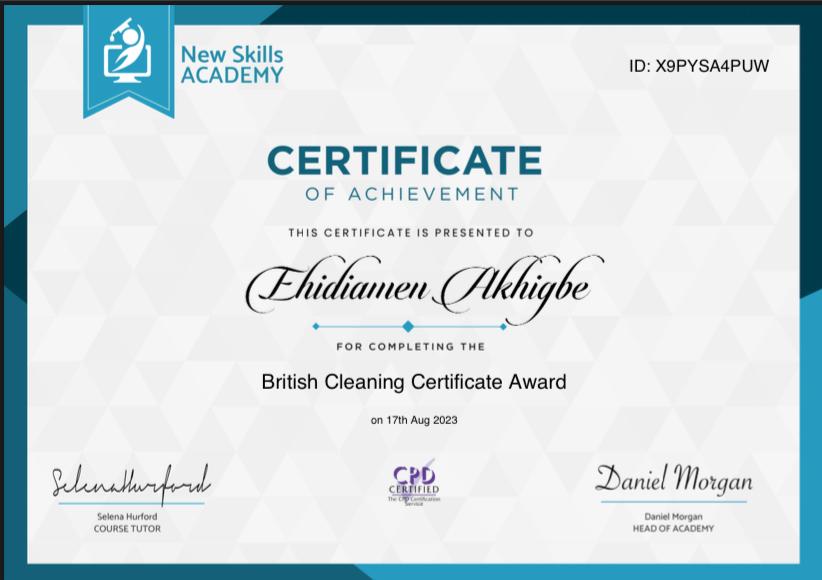 New Skills
ACADEMY
ID: X9PYSA4PUW
CERTIFICATE
OF ACHIEVEMENT
THIS CERTIFICATE IS PRESENTED TO
Ehidiamen Akhigbe
FOR COMPLETING THE
British Cleaning Certificate Award
on 17th Aug 2023
SelenaHurford
Selena Hurford
COURSE TUTOR
CPD
CERTIFIED
The CPD Certification
Service
Daniel Morgan
Daniel Morgan
HEAD OF ACADEMY